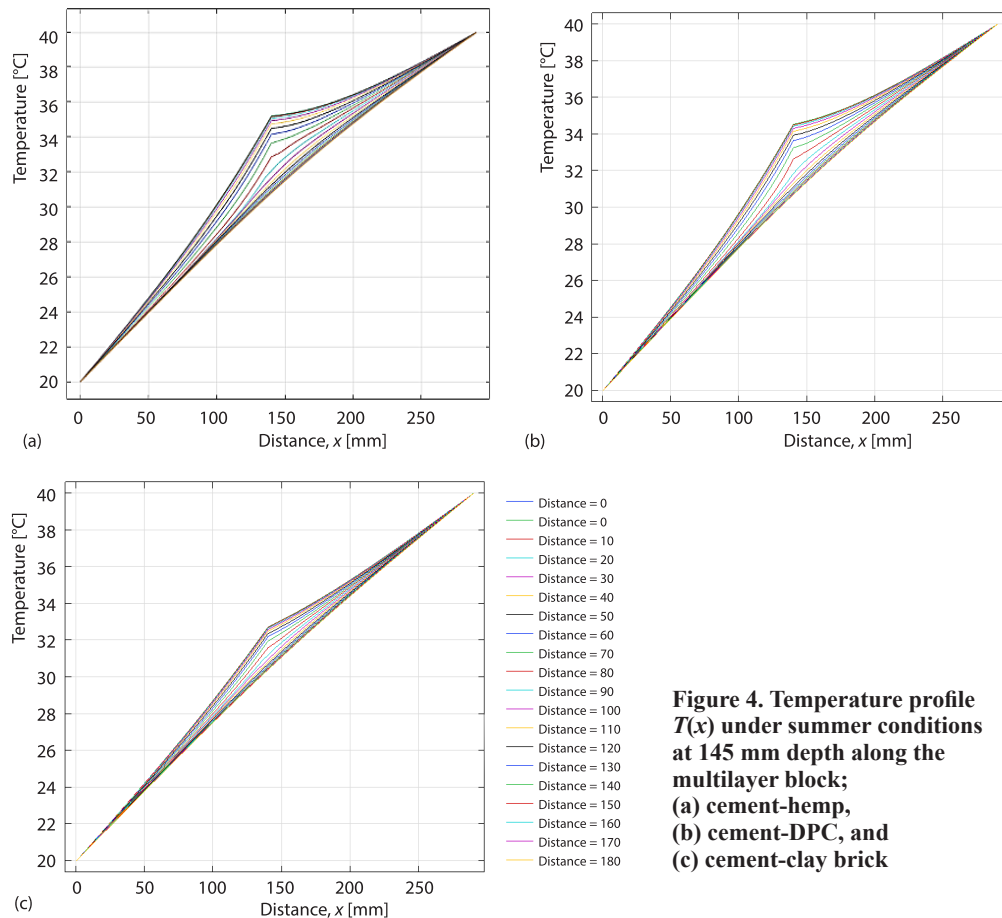 Temperature [°C]
40
38
36
34
32
30
28
26
24
22
20
0 50 100 150 200 250
Distance, x [mm]
(a)
Temperature [°C]
40
38
36
34
32
30
28
26
24
22
20
0 50 100 150 200 250
Distance, x [mm]
(b)
Temperature [°C]
40
38
36
34
32
30
28
26
24
22
20
0 50 100 150 200 250
Distance, x [mm]
(c)
Distance = 0
Distance = 0
Distance = 10
Distance = 20
Distance = 30
Distance = 40
Distance = 50
Distance = 60
Distance = 70
Distance = 80
Distance = 90
Distance = 100
Distance = 110
Distance = 120
Distance = 130
Distance = 140
Distance = 150
Distance = 160
Distance = 170
Distance = 180
Figure 4. Temperature profile
T(x) under summer conditions
at 145 mm depth along the
multilayer block;
(a) cement-hemp,
(b) cement-DPC, and
(c) cement-clay brick